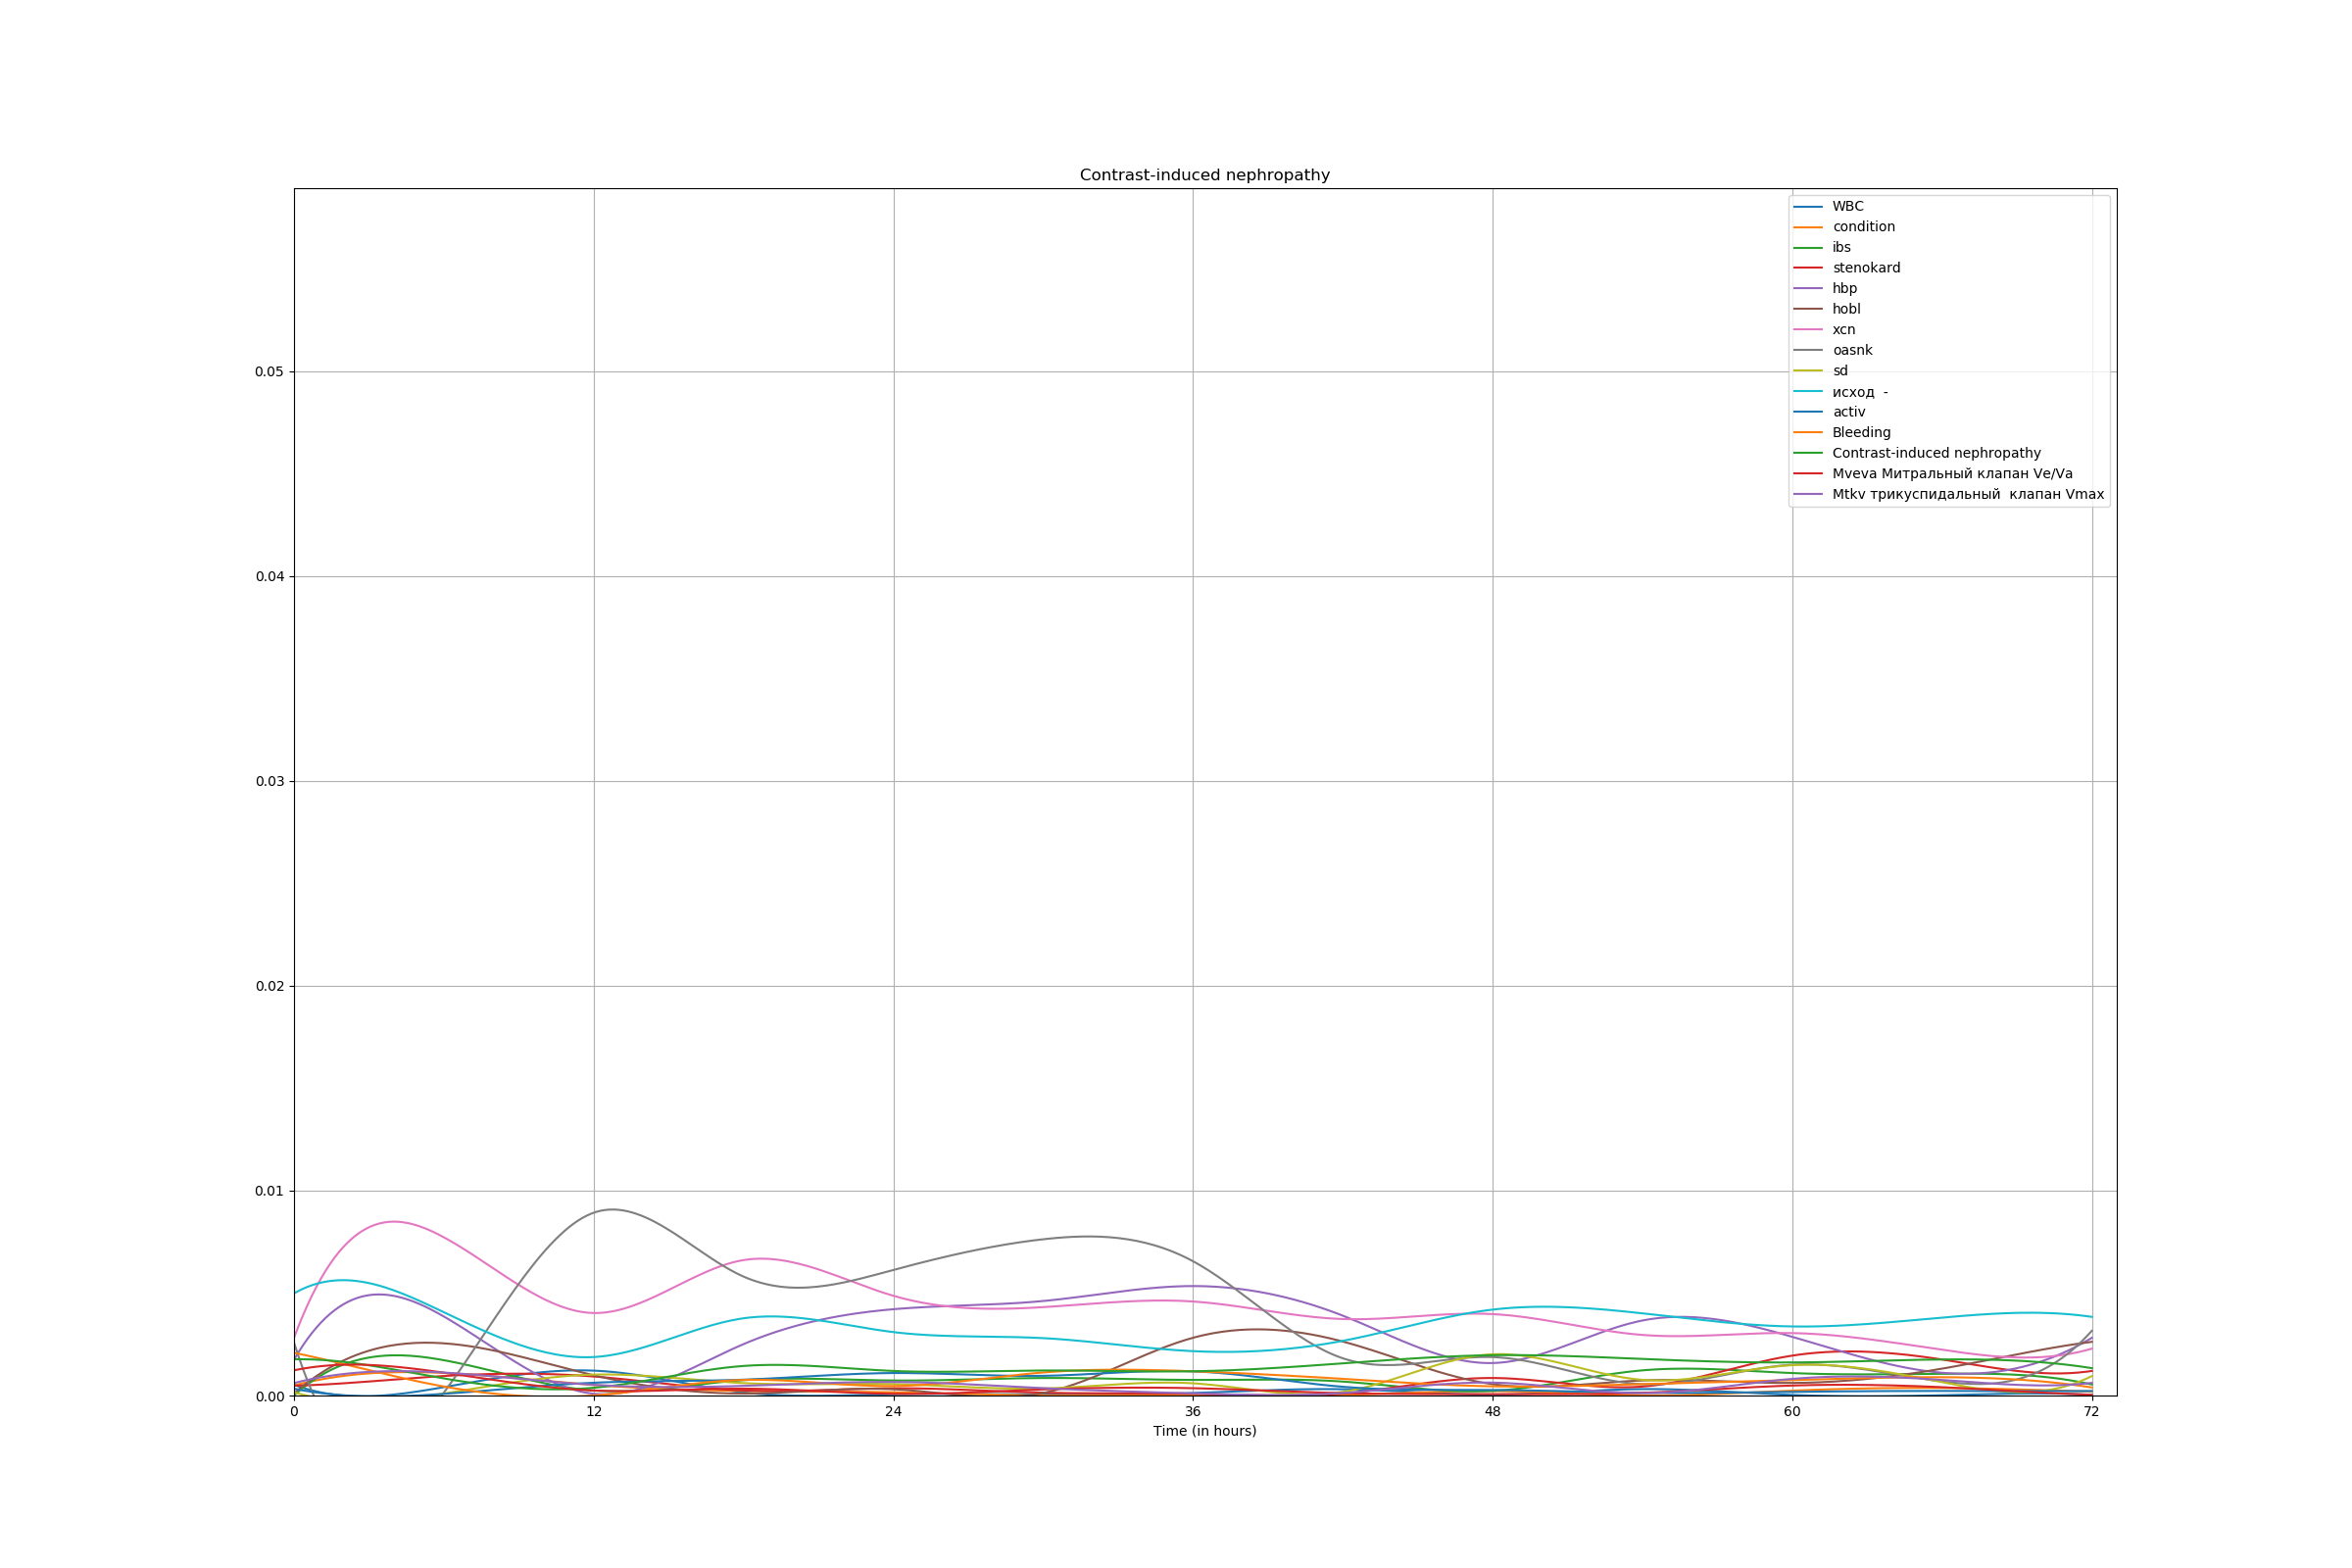 Contrast-induced nephropathy
WBC
condition
ibs
stenokard
hbp
hobl
xcn
oasnk
sd
исход  -
activ
Bleeding
Contrast-induced nephropathy
Mveva Митральный клапан Ve/Va
Mtkv трикуспидальный  клапан Vmax
0.05
0.04
0.03
0.02
0.01
0.00
0 12 24 36 48 60 72
Time (in hours)